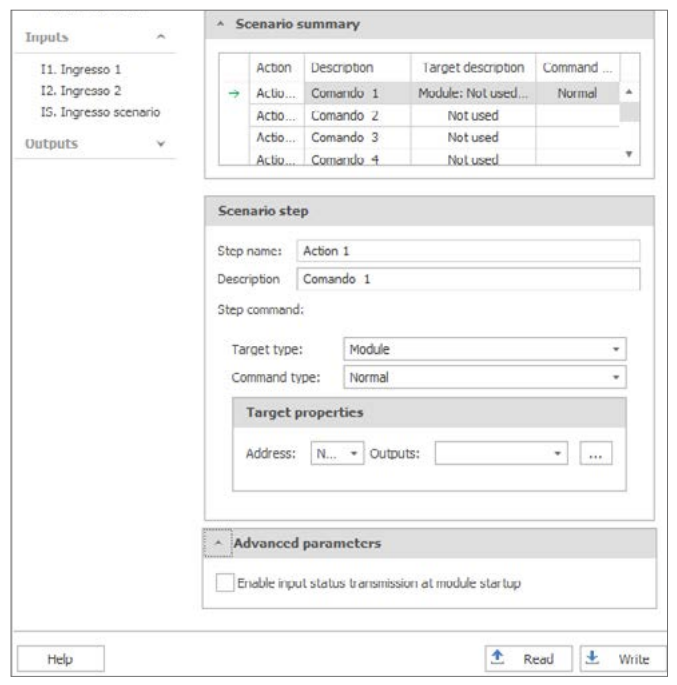 Inputs
I1. Ingresso 1
I2. Ingresso 2
IS. Ingresso scenario
Outputs
Scenario summary
Action Description Target description Command ...
Actio... Comando 1 Module: Not used... Normal
Actio... Comando 2 Not used
Actio... Comando 3 Not used
Actio... Comando 4 Not used
Scenario step
Step name: Action 1
Description Comando 1
Step command:
Target type: Module
Command type: Normal
Target properties
Address: N... Outputs: ...
Advanced parameters
Enable input status transmission at module startup
Help Read Write